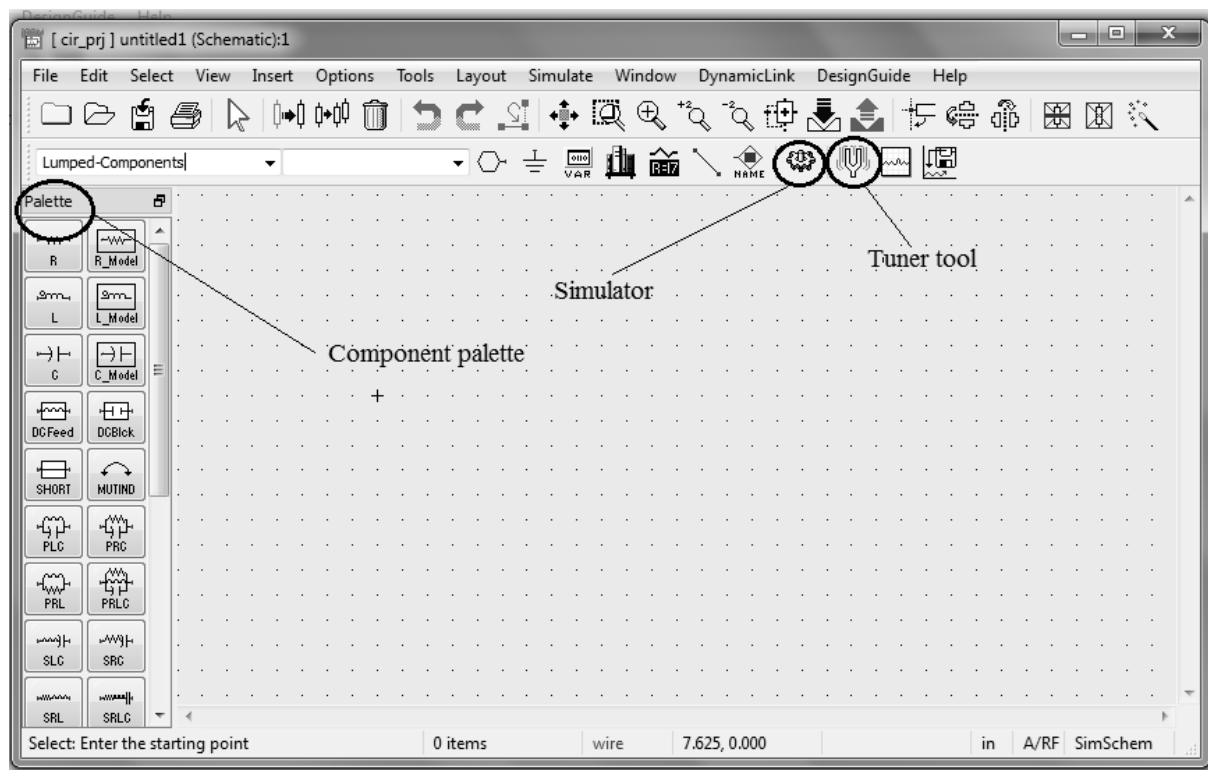 DesignGuide Help
[ cir_prj ] untitled1 (Schematic):1
File Edit Select View Insert Options Tools Layout Simulate Window DynamicLink DesignGuide Help
Lumped-Components
VAR
R=17
NAME
Palette
R R_Model
L L_Model
C C_Model
DCFeed DCBlck
SHORT MUTIND
PLC PRC
PRL PRLC
SLC SRC
SRL SRLC
Tuner tool
Simulator
Component palette
Select: Enter the starting point 0 items wire 7.625, 0.000 in A/RF SimSchem